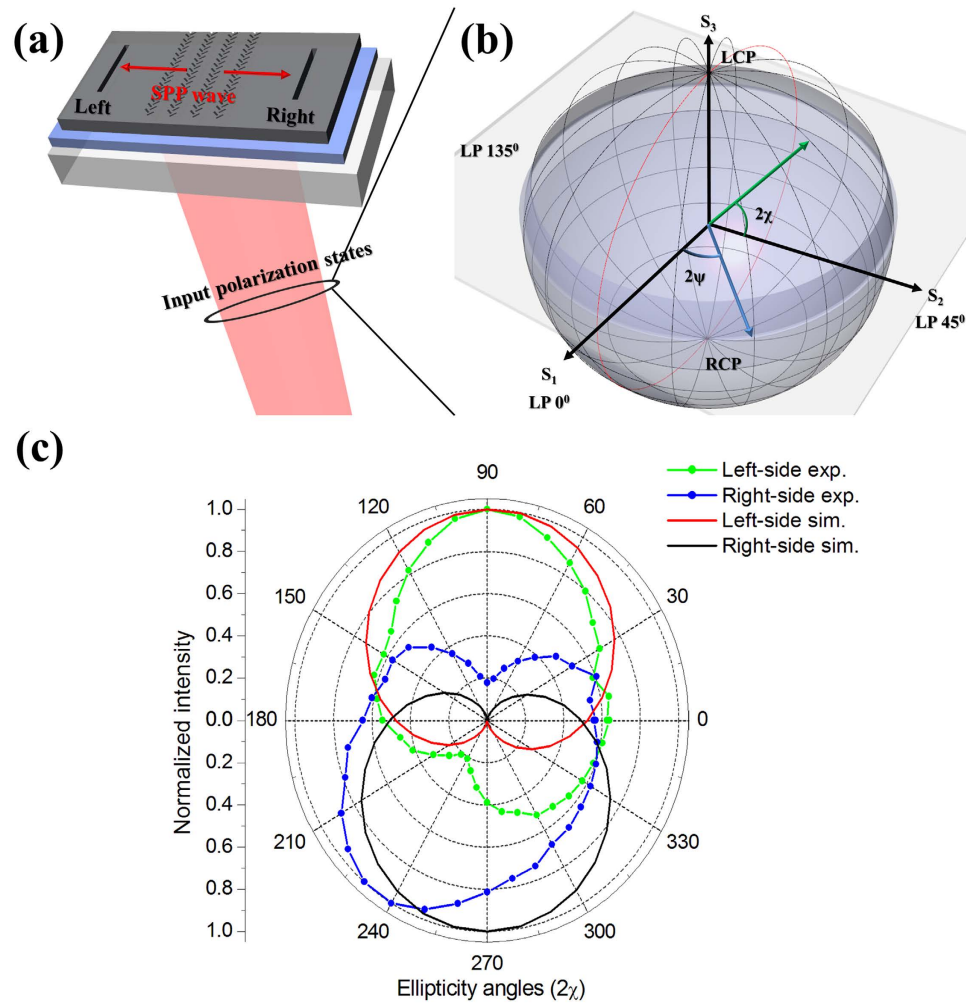 (a)
Left
SPP wave
Right
Input polarization states
(b)
S3
LCP
LP 135⁰
2χ
2ψ
S2
LP 45⁰
RCP
S1
LP 0⁰
(c)
Left-side exp.
Right-side exp.
Left-side sim.
Right-side sim.
90
120
60
150
30
180
0
210
330
240
300
270
1.0
0.8
0.6
0.4
0.2
0.0
0.2
0.4
0.6
0.8
1.0
Normalized intensity
Ellipticity angles (2χ)